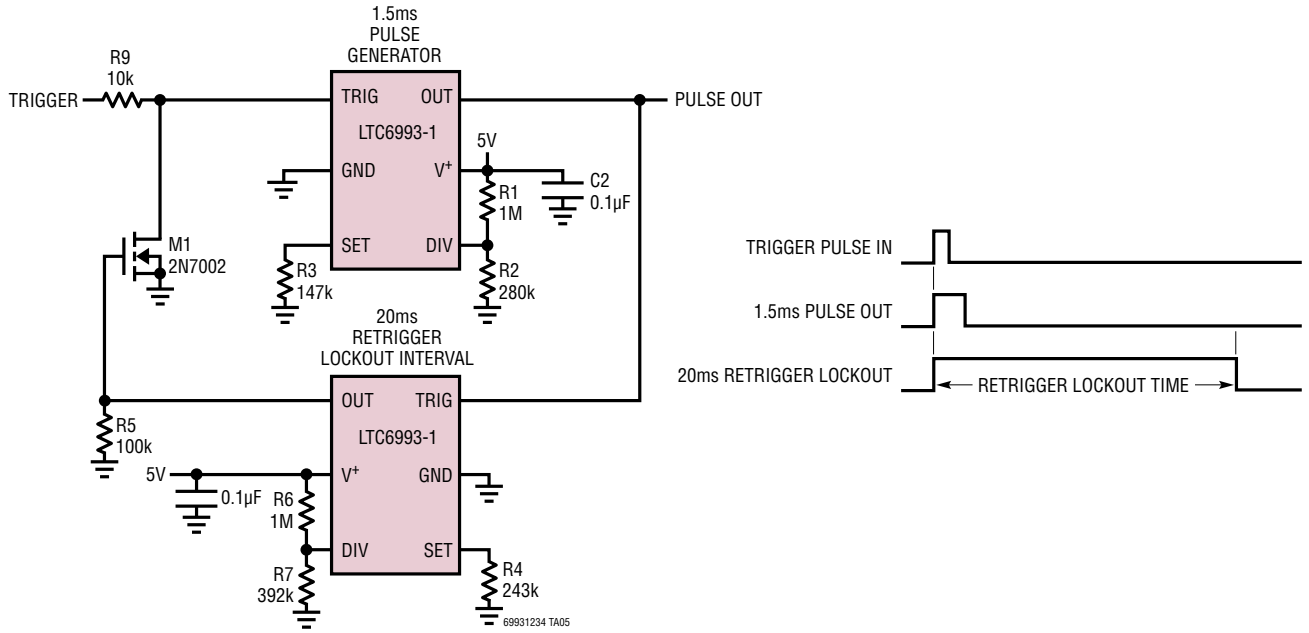 1.5ms
PULSE
GENERATOR
R9
10k
TRIGGER
TRIG
OUT
PULSE OUT
LTC6993-1
5V
GND
V+
R1
1M
C2
0.1µF
M1
2N7002
SET
DIV
R3
147k
R2
280k
20ms
RETRIGGER
LOCKOUT INTERVAL
OUT
TRIG
R5
100k
LTC6993-1
5V
V+
GND
0.1µF
R6
1M
DIV
SET
R7
392k
R4
243k
69931234 TA05
TRIGGER PULSE IN
1.5ms PULSE OUT
20ms RETRIGGER LOCKOUT
RETRIGGER LOCKOUT TIME